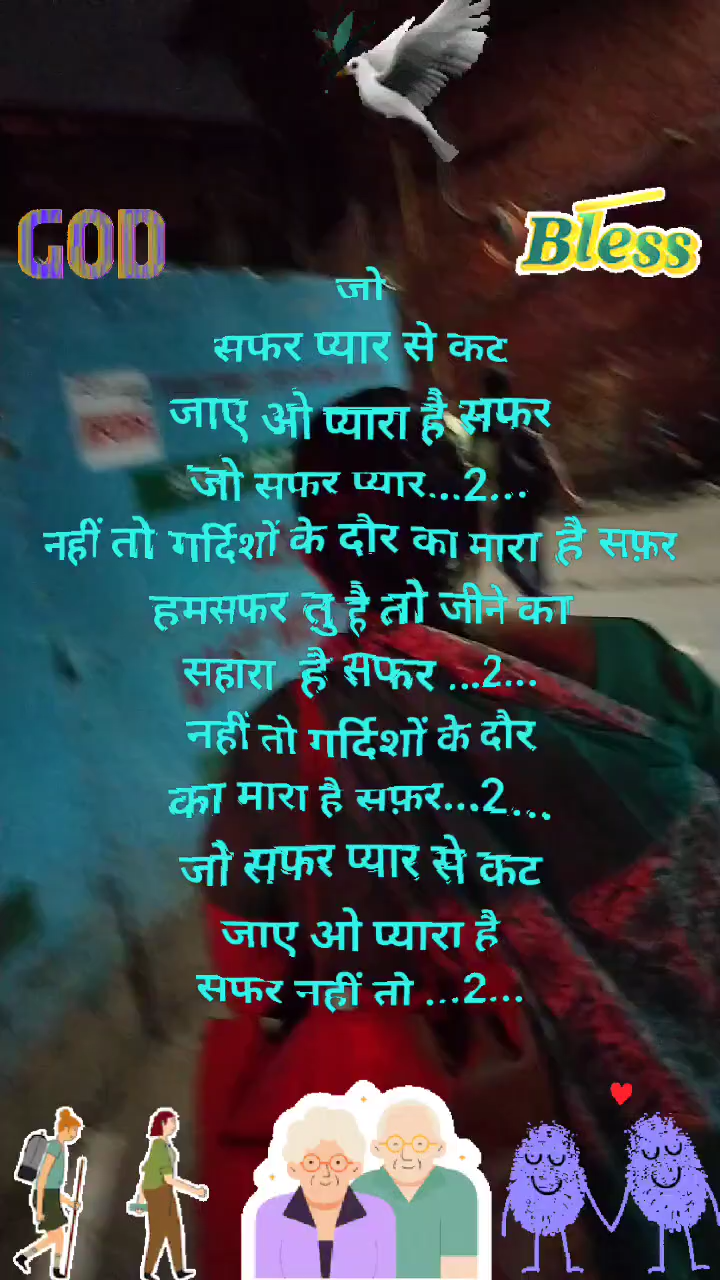 GOD
Bless
जो
सफर प्यार से कट
जाए ओ प्यारा है सफर
जो सफर प्यार...2...
नहीं तो गर्दिशों के दौर का मारा है सफ़र
हमसफर तु है तो जीने का
सहारा है सफर ...2...
नहीं तो गर्दिशों के दौर
का मारा है सफ़र...2...
जो सफर प्यार से कट
जाए ओ प्यारा है
सफर नहीं तो ...2...